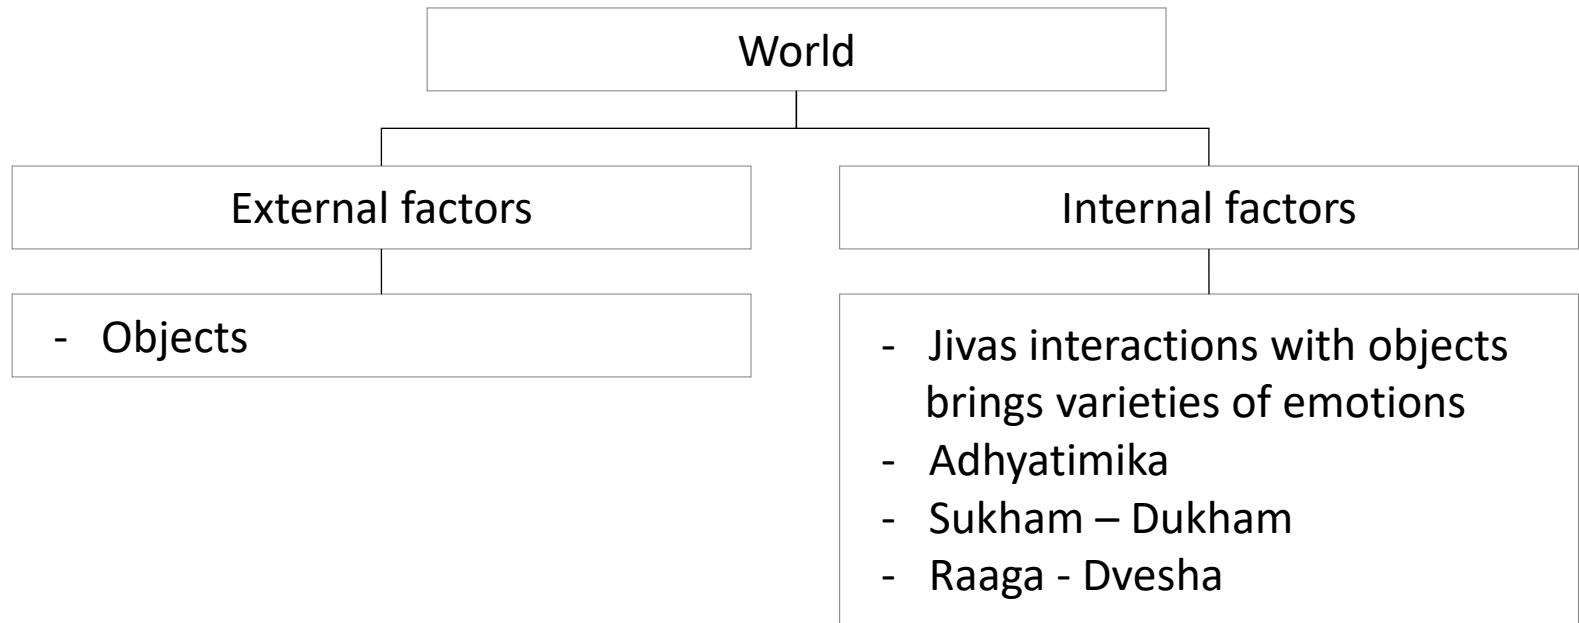 World
External factors
Internal factors
- Objects
- Jivas interactions with objects
brings varieties of emotions
- Adhyatimika
- Sukham – Dukham
- Raaga - Dvesha